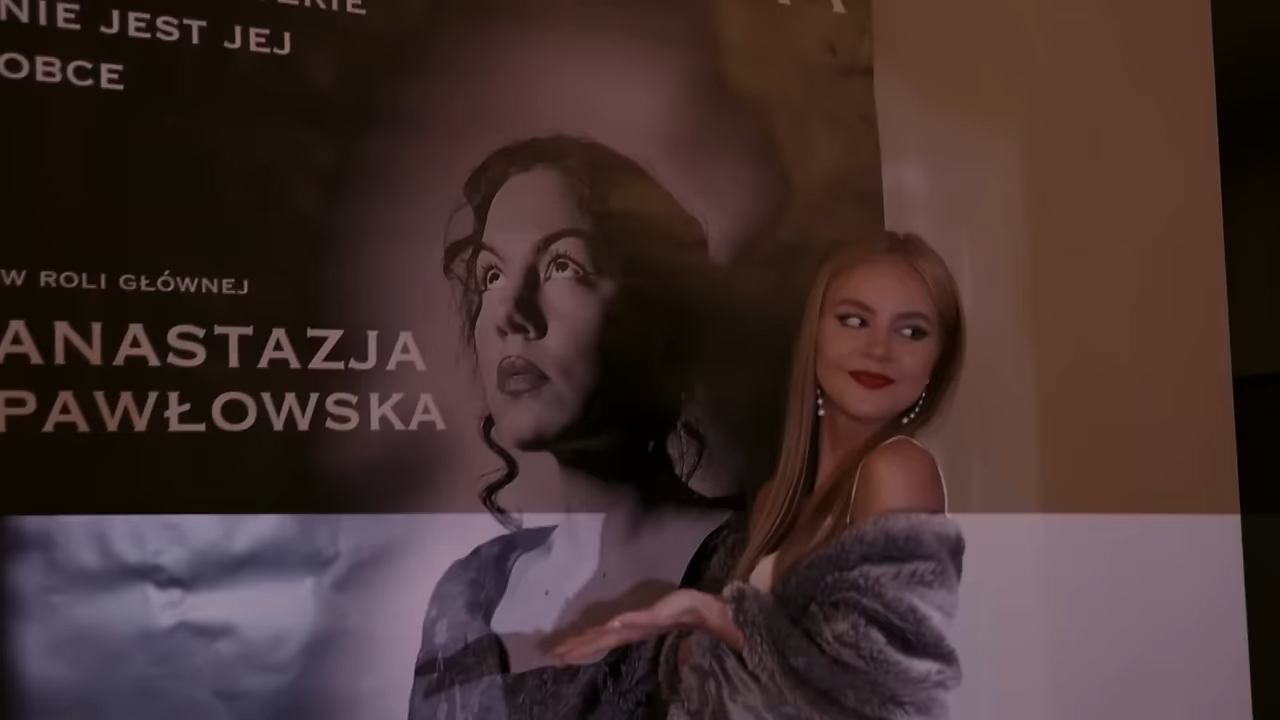 NIE JEST JEJ
OBCE
W ROLI GŁÓWNEJ
ANASTAZJA
PAWŁOWSKA